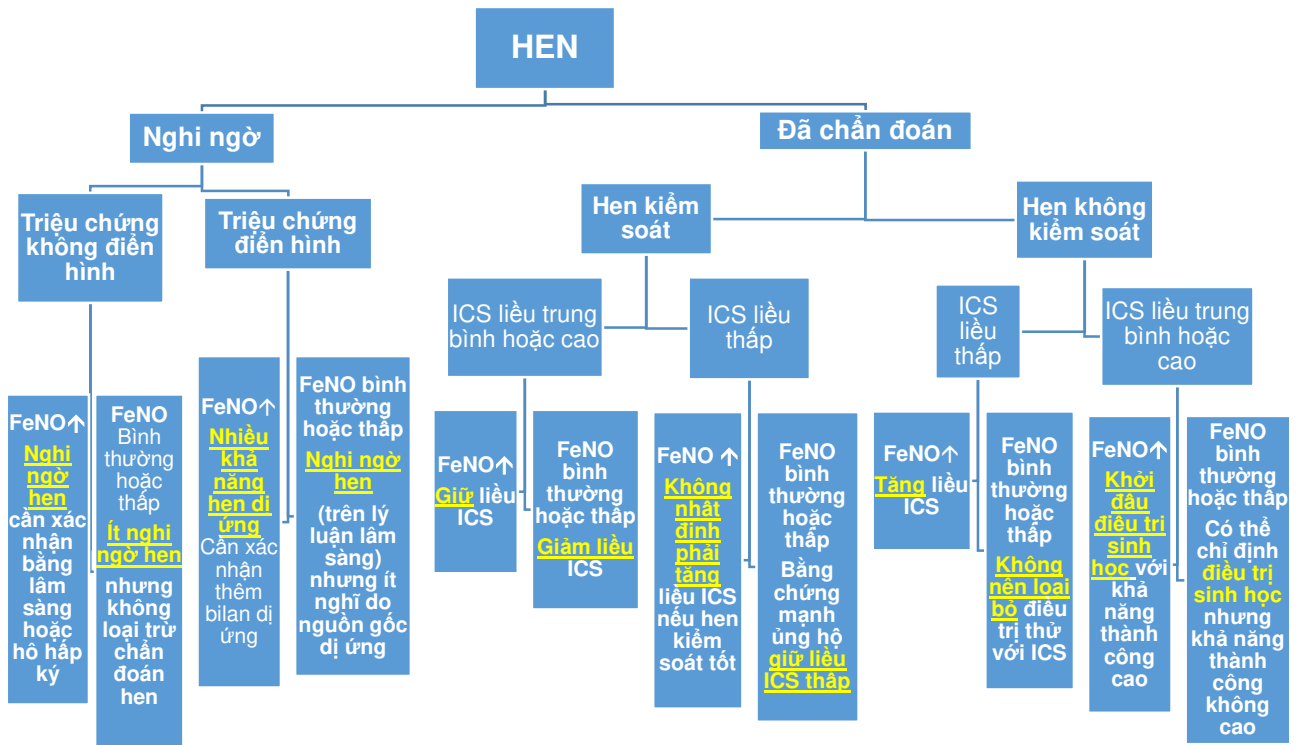 HEN
Nghi ngờ
Đã chẩn đoán
Triệu chứng
không điển
hình
Triệu chứng
điển hình
Hen kiểm
soát
Hen không
kiểm soát
ICS liều trung
bình hoặc cao
ICS liều
thấp
ICS
liều
thấp
ICS liều trung
bình hoặc
cao
FeNO↑
Nghi
ngờ
hen
cần xác
nhận
bằng
lâm
sàng
hoặc
hô hấp
ký
FeNO
Bình
thường
hoặc
thấp
Ít nghi
ngờ hen
nhưng
không
loại trừ
chẩn
đoán
hen
FeNO↑
Nhiều
khả
năng
hen dị
ứng
Cần xác
nhận
thêm
bilan dị
ứng
FeNO bình
thường
hoặc thấp
Nghi ngờ
hen
(trên lý
luận lâm
sàng)
nhưng ít
nghĩ do
nguồn gốc
dị ứng
FeNO↑
Giữ liều
ICS
FeNO
bình
thường
hoặc thấp
Giảm liều
ICS
FeNO ↑
Không
nhất
định
phải
tăng
liều ICS
nếu hen
kiểm
soát tốt
FeNO
bình
thường
hoặc
thấp
Bằng
chứng
mạnh
ủng hộ
giữ liều
ICS thấp
FeNO↑
Tăng liều
ICS
FeNO
bình
thường
hoặc
thấp
Không
nên loại
bỏ điều
trị thử
với ICS
FeNO↑
Khởi
đầu
điều trị
sinh
học với
khả
năng
thành
công
cao
FeNO
bình
thường
hoặc thấp
Có thể
chỉ định
điều trị
sinh học
nhưng
khả năng
thành
công
không
cao